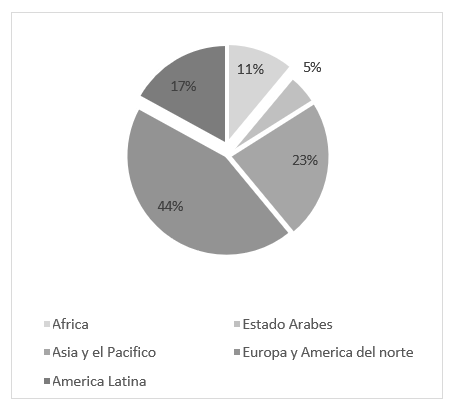 11%
5%
17%
23%
44%
Africa
Estado Arabes
Asia y el Pacifico
Europa y America del norte
America Latina